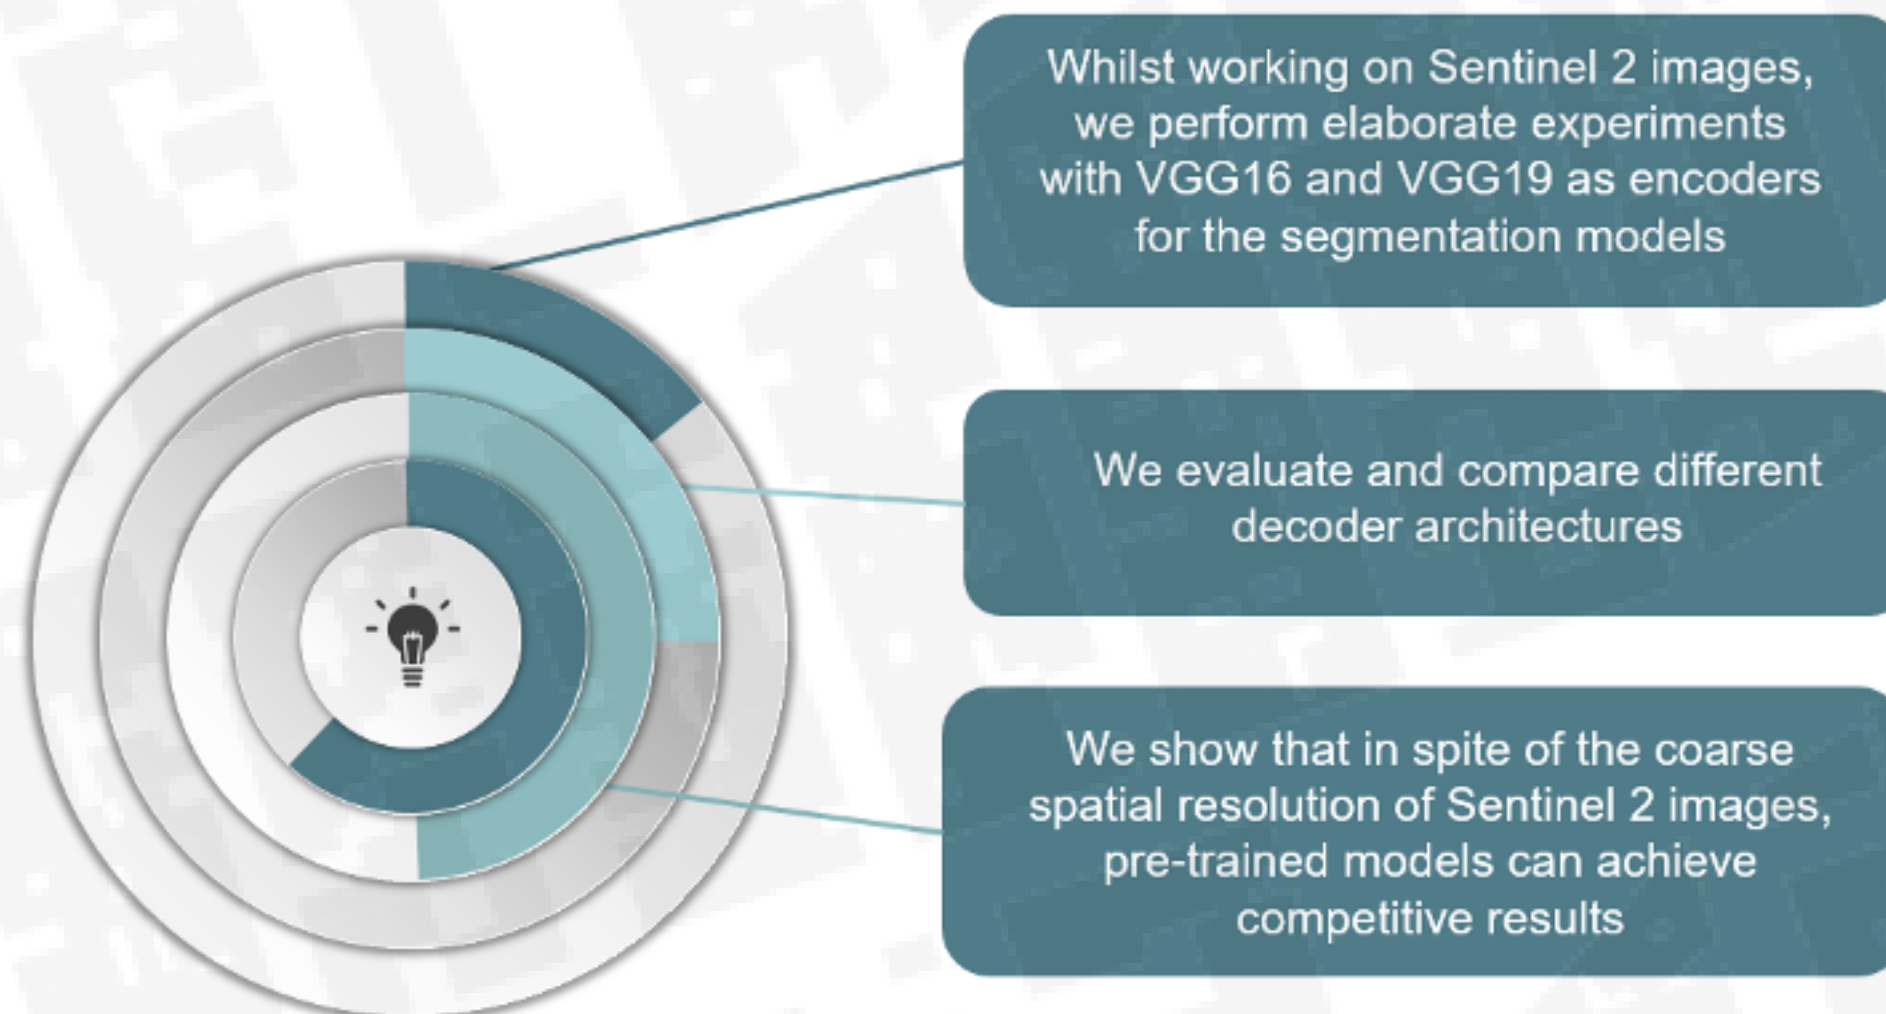 Whilst working on Sentinel 2 images,
we perform elaborate experiments
with VGG16 and VGG19 as encoders
for the segmentation models
We evaluate and compare different
decoder architectures
We show that in spite of the coarse
spatial resolution of Sentinel 2 images,
pre-trained models can achieve
competitive results